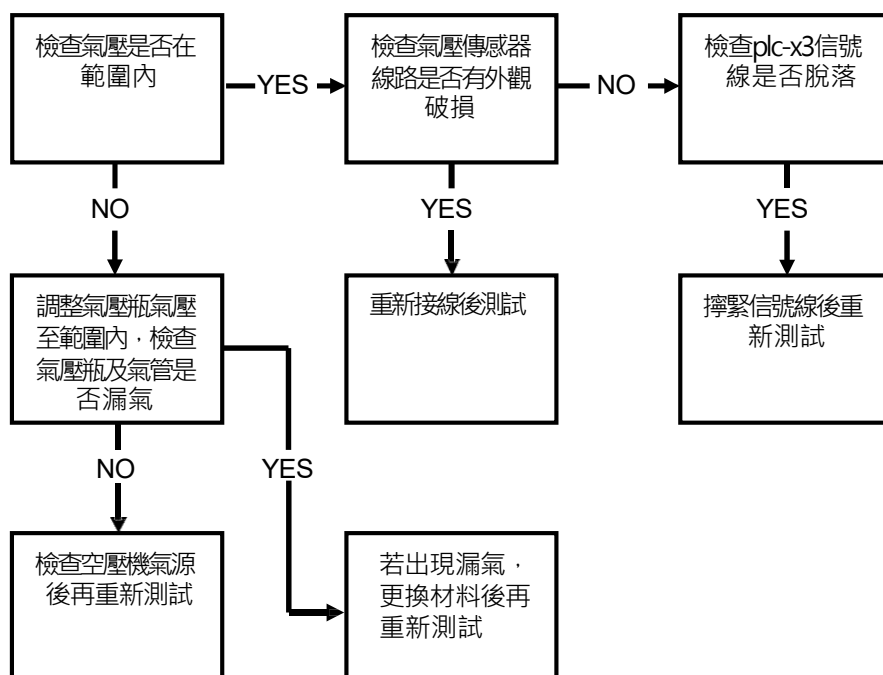 檢查氣壓是否在
範圍內
YES
檢查氣壓傳感器
線路是否有外觀
破損
NO
檢查plc-x3信號
線是否脫落
NO
YES
YES
調整氣壓瓶氣壓
至範圍內，檢查
氣壓瓶及氣管是
否漏氣
重新接線後測試
擰緊信號線後重
新測試
NO
YES
檢查空壓機氣源
後再重新測試
若出現漏氣，
更換材料後再
重新測試